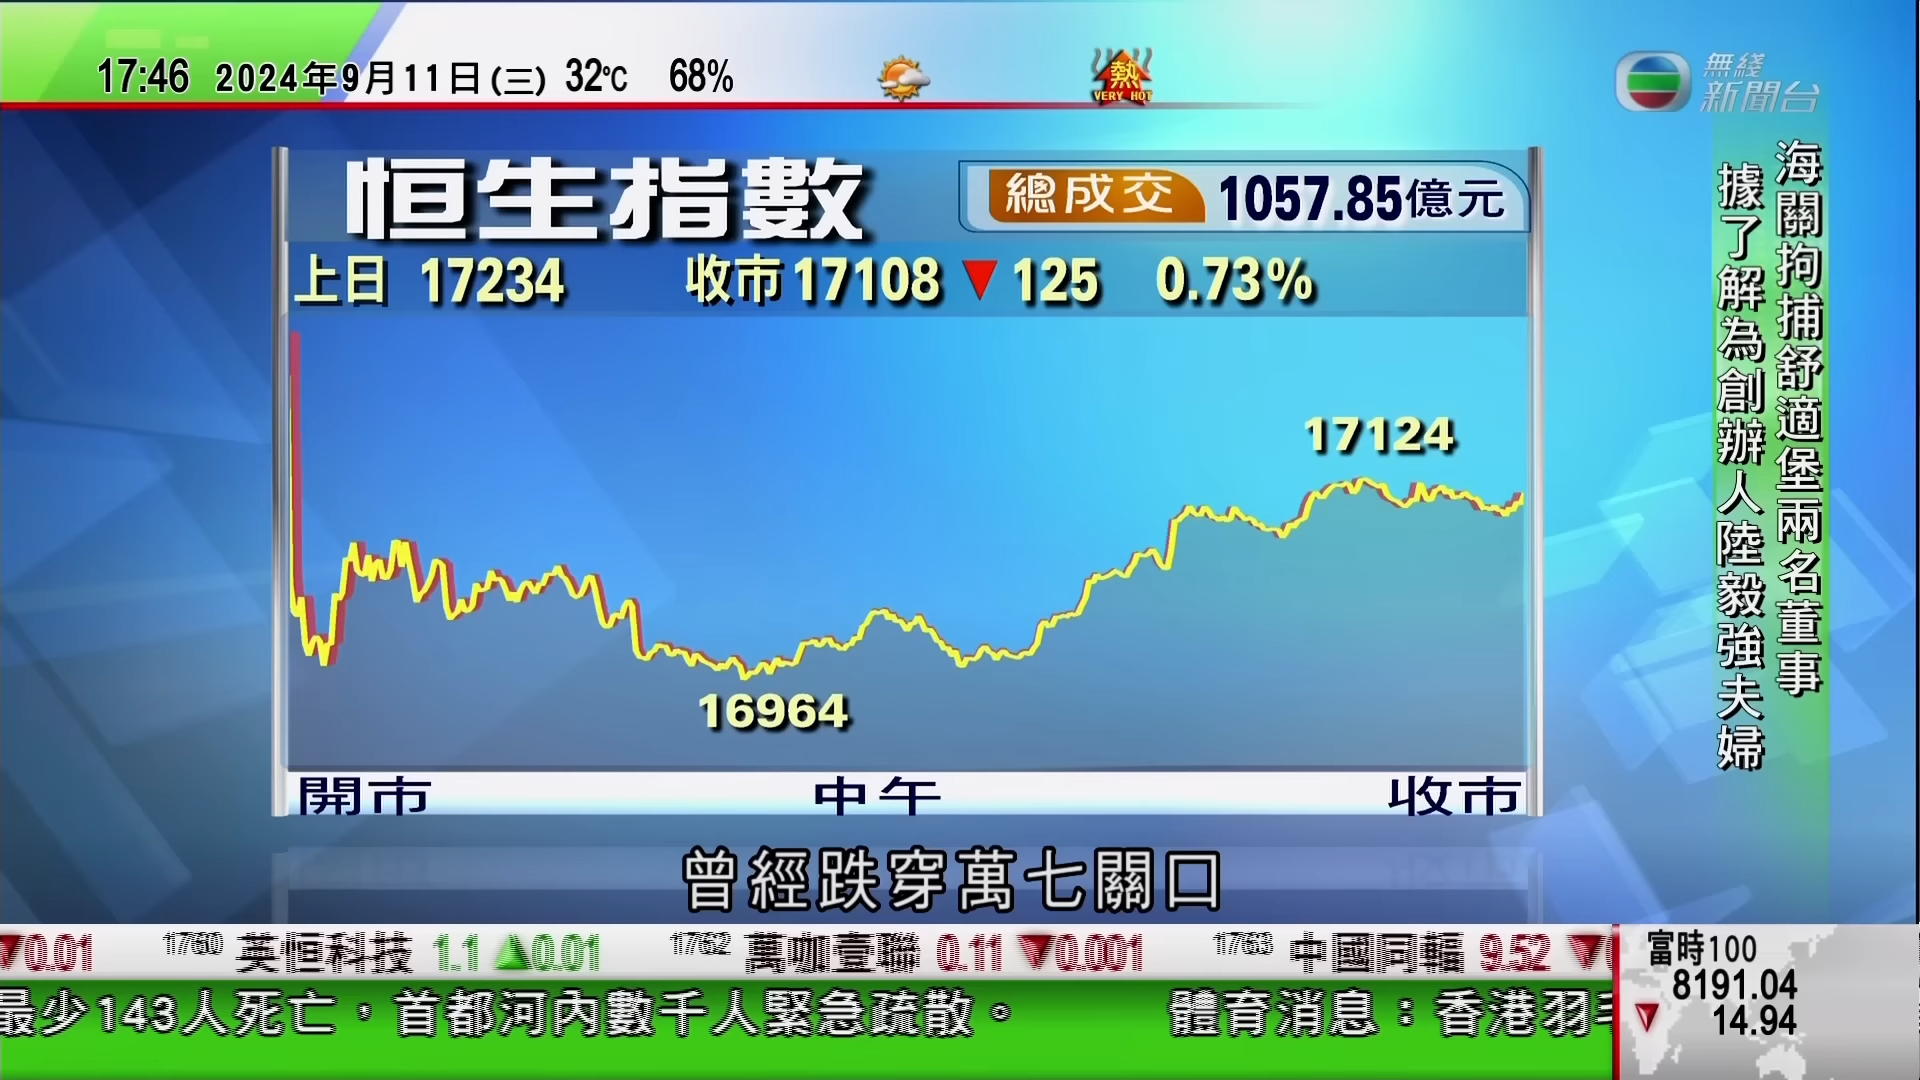 17:46 2024年9月11日(三) 32℃ 68%
熱
VERY HOT
無綫
新聞台
恒生指數
總成交 1057.85億元
上日 17234 收市 17108 ▼ 125 0.73%
17124
16964
開市 中午 收市
曾經跌穿萬七關口
海關拘捕舒適堡兩名董事
據了解為創辦人陸毅強夫婦
▼0.01 17760 英恒科技 1.1 ▲0.01 17762 萬咖壹聯 0.11 ▼0.001 17763 中國同輻 9.52 ▼
最少143人死亡，首都河內數千人緊急疏散。 體育消息：香港羽
富時100
8191.04
▼ 14.94